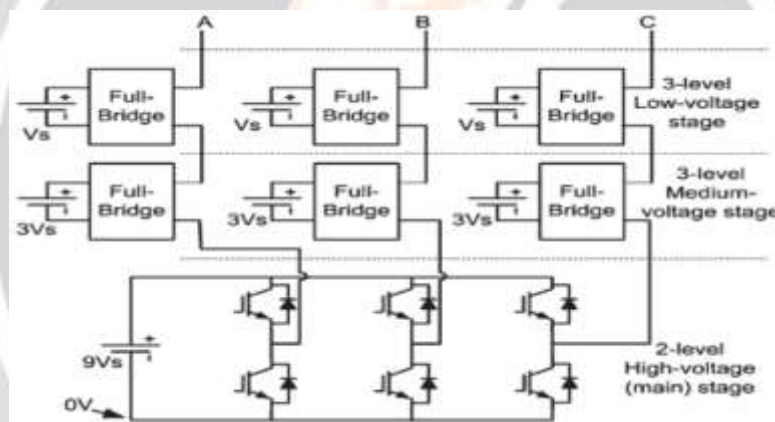 A
B
C
Full-
Bridge
Full-
Bridge
Full-
Bridge
3-level
Low-voltage
stage
+
Vs
+
Vs
+
Vs
Full-
Bridge
Full-
Bridge
Full-
Bridge
3-level
Medium-
voltage stage
+
3Vs
+
3Vs
+
3Vs
+
9Vs
0V
2-level
High-voltage
(main) stage